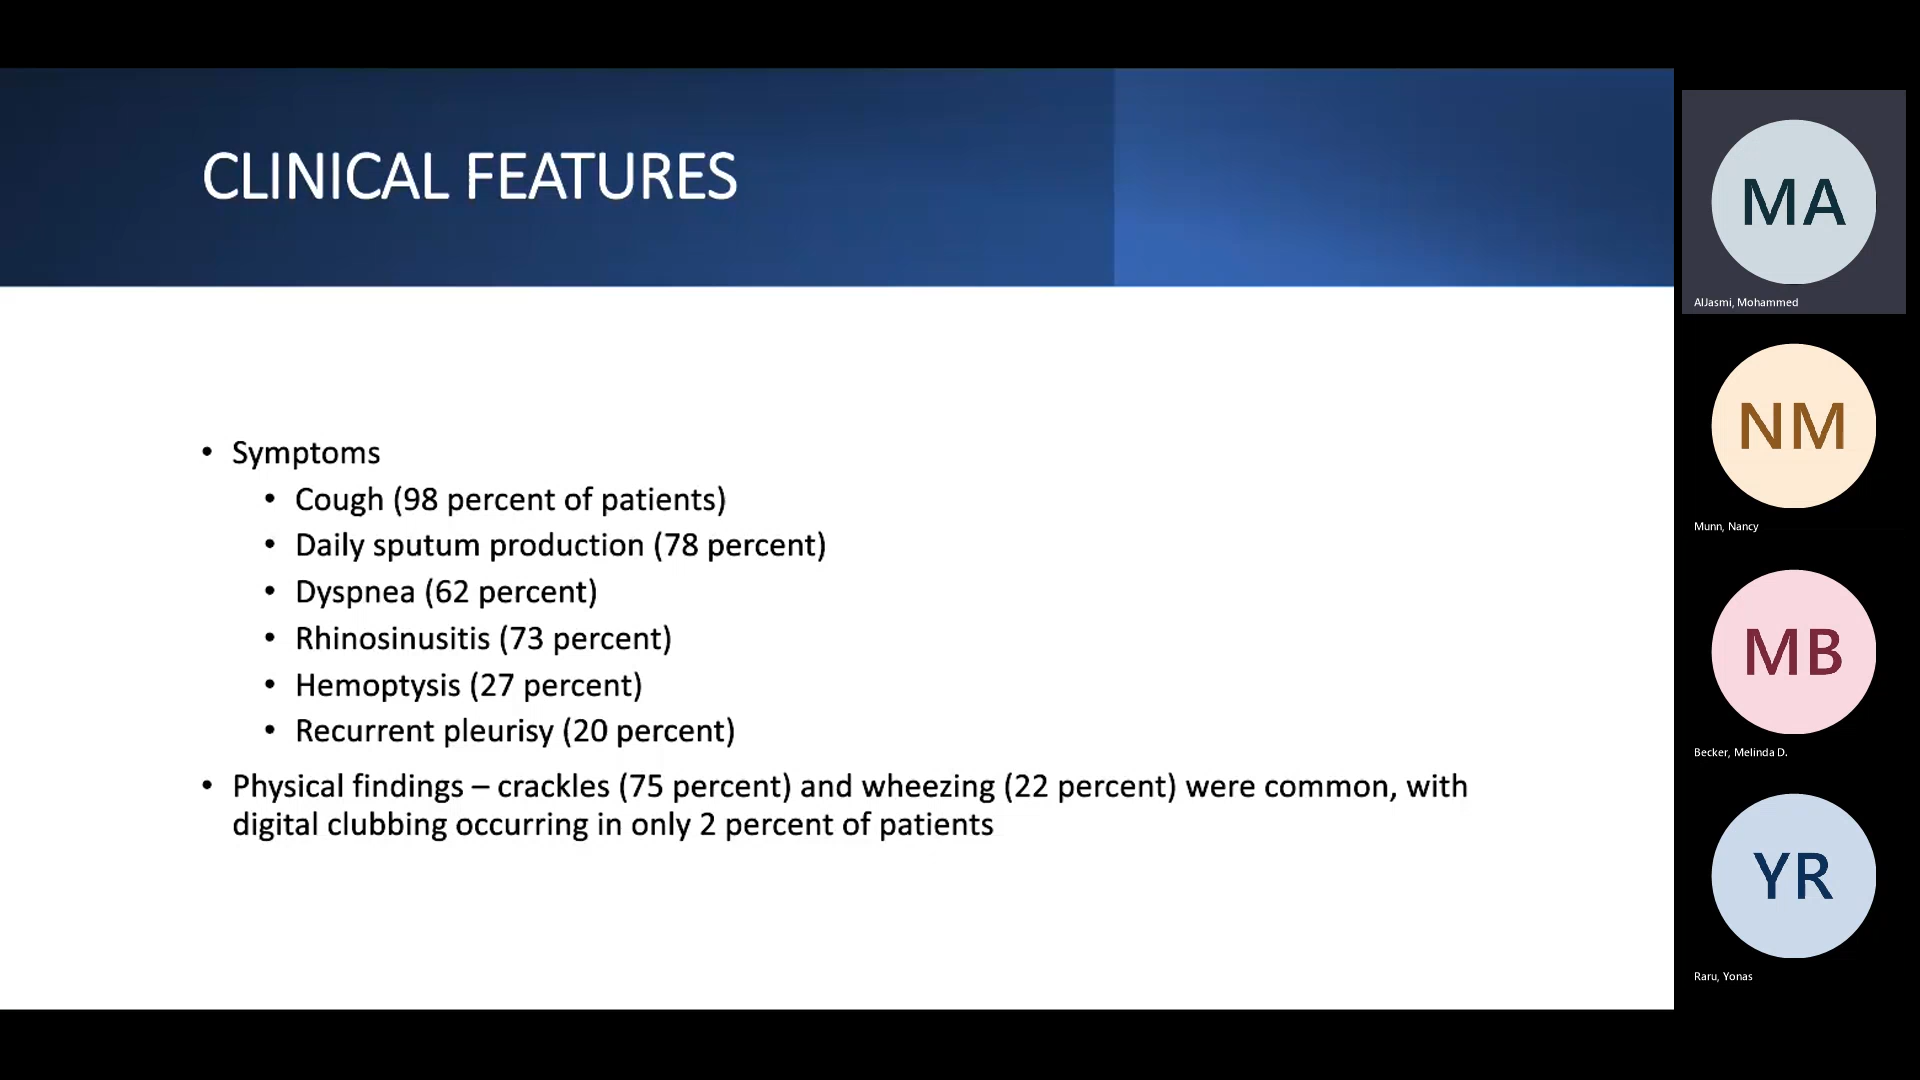 CLINICAL FEATURES
• Symptoms
• Cough (98 percent of patients)
• Daily sputum production (78 percent)
• Dyspnea (62 percent)
• Rhinosinusitis (73 percent)
• Hemoptysis (27 percent)
• Recurrent pleurisy (20 percent)
• Physical findings – crackles (75 percent) and wheezing (22 percent) were common, with
digital clubbing occurring in only 2 percent of patients
MA
AlJasmi, Mohammed
NM
Munn, Nancy
MB
Becker, Melinda D.
YR
Raru, Yonas